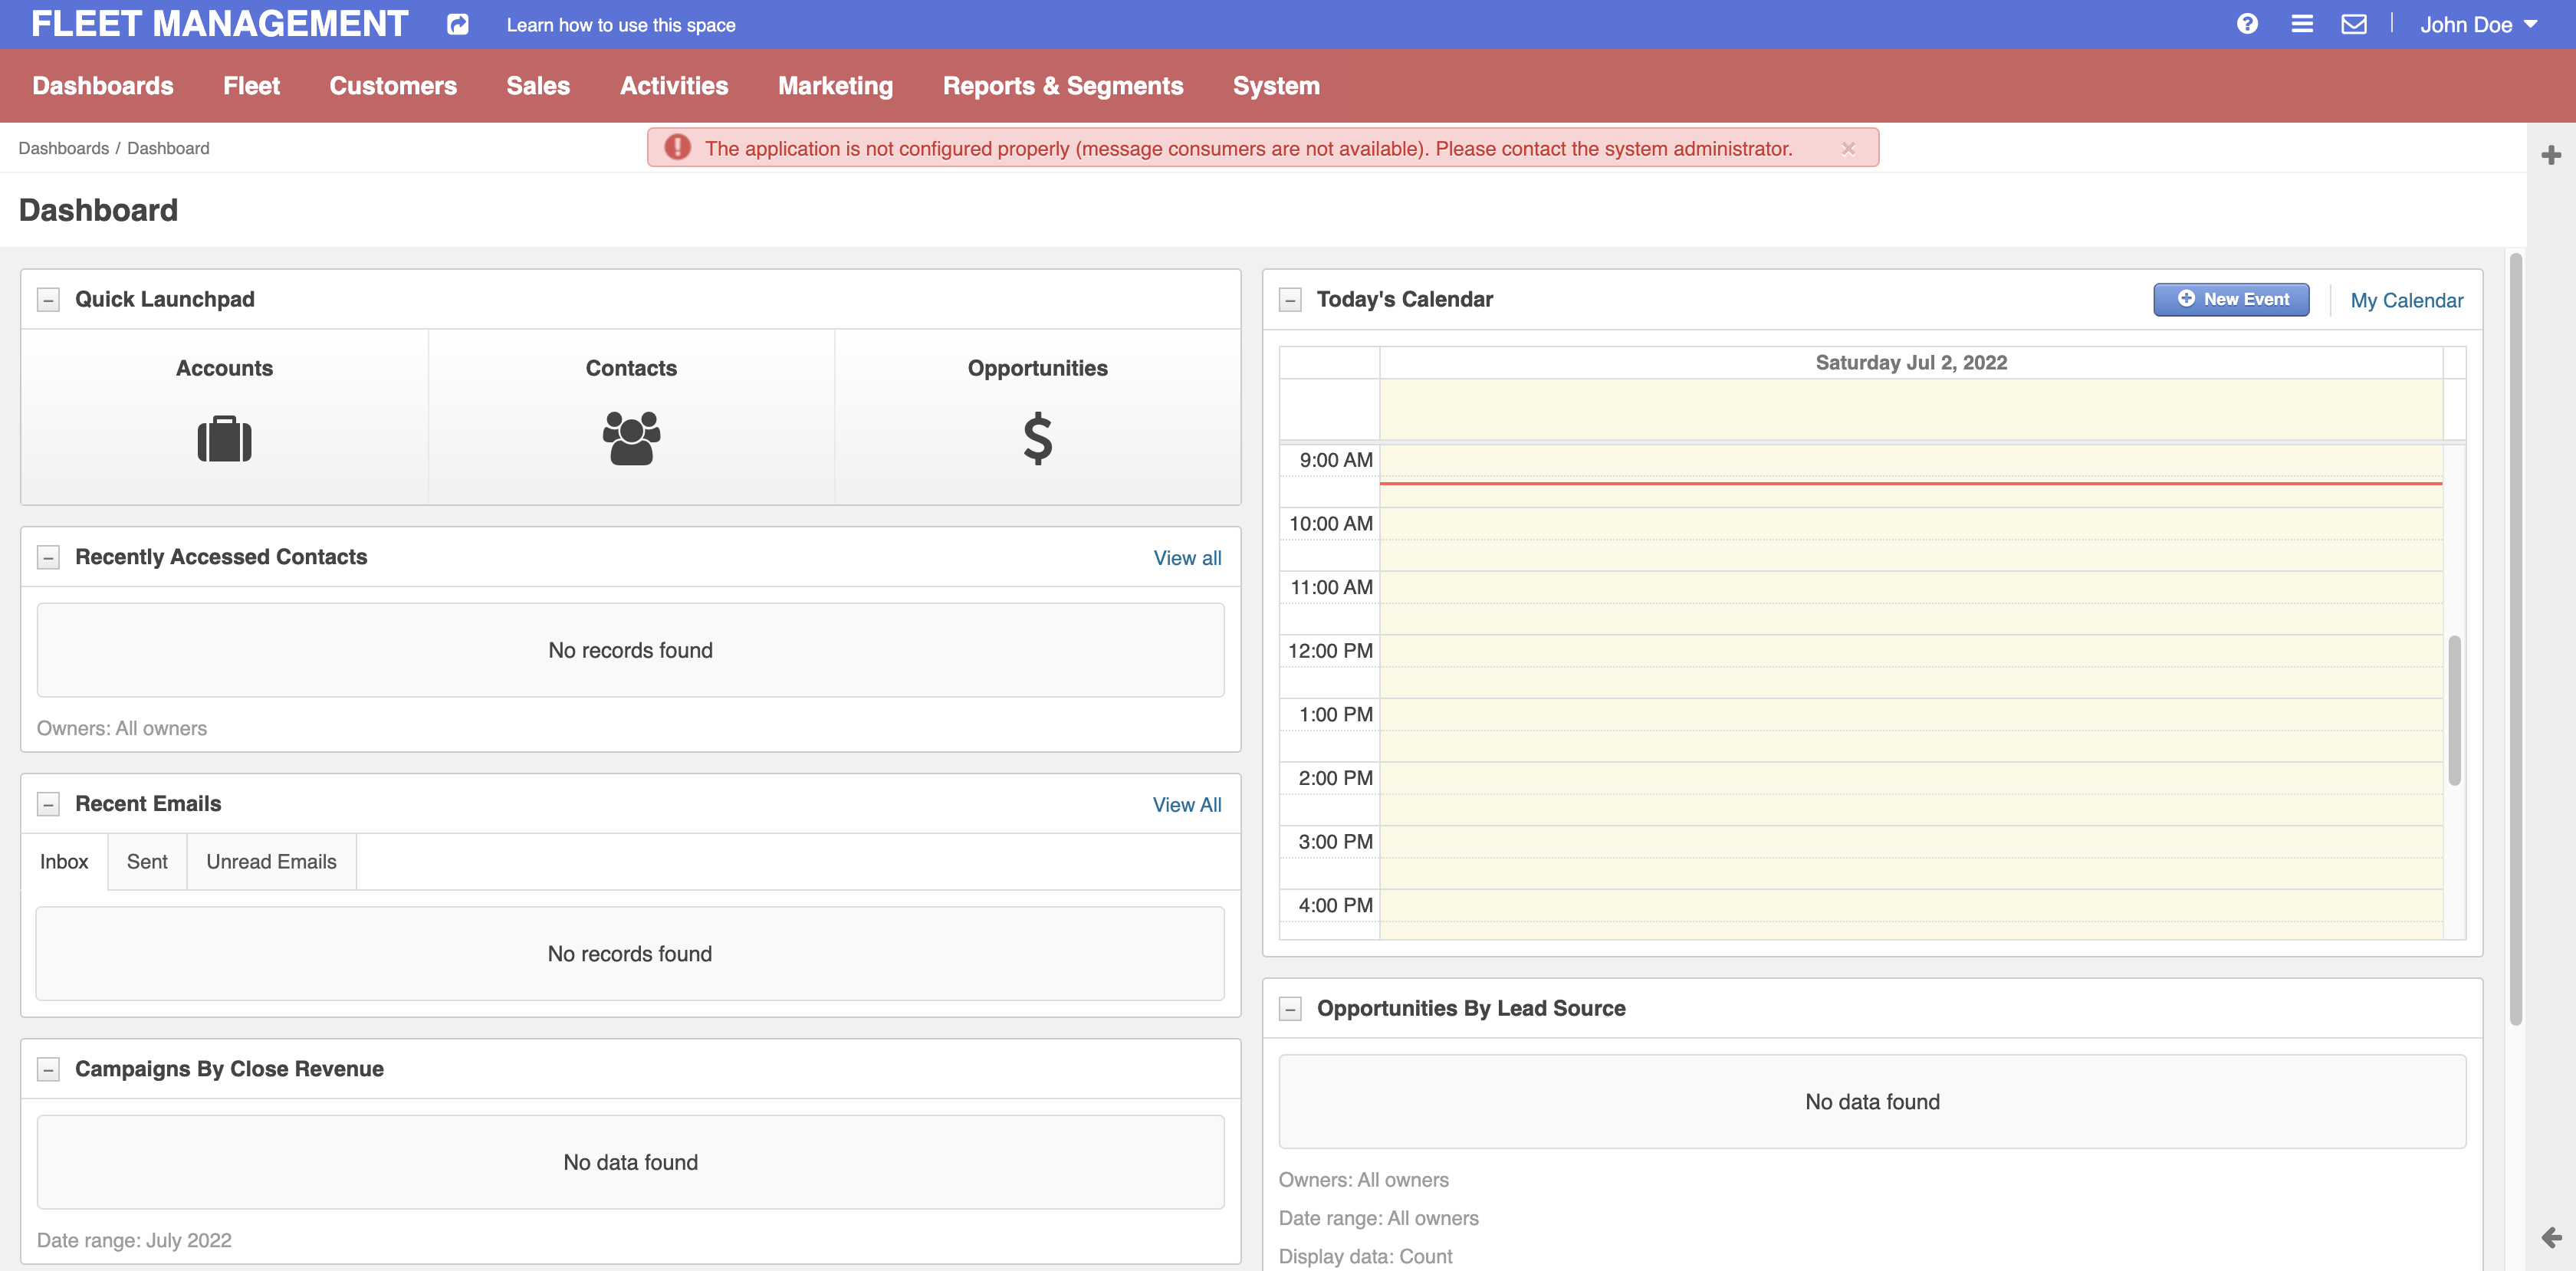 FLEET MANAGEMENT
Learn how to use this space
John Doe
Dashboards
Fleet
Customers
Sales
Activities
Marketing
Reports & Segments
System
Dashboards / Dashboard
The application is not configured properly (message consumers are not available). Please contact the system administrator.
Dashboard
Quick Launchpad
Accounts
Contacts
Opportunities
Recently Accessed Contacts
View all
No records found
Owners: All owners
Recent Emails
View All
Inbox
Sent
Unread Emails
No records found
Campaigns By Close Revenue
No data found
Date range: July 2022
Today's Calendar
New Event
My Calendar
Saturday Jul 2, 2022
9:00 AM
10:00 AM
11:00 AM
12:00 PM
1:00 PM
2:00 PM
3:00 PM
4:00 PM
Opportunities By Lead Source
No data found
Owners: All owners
Date range: All owners
Display data: Count